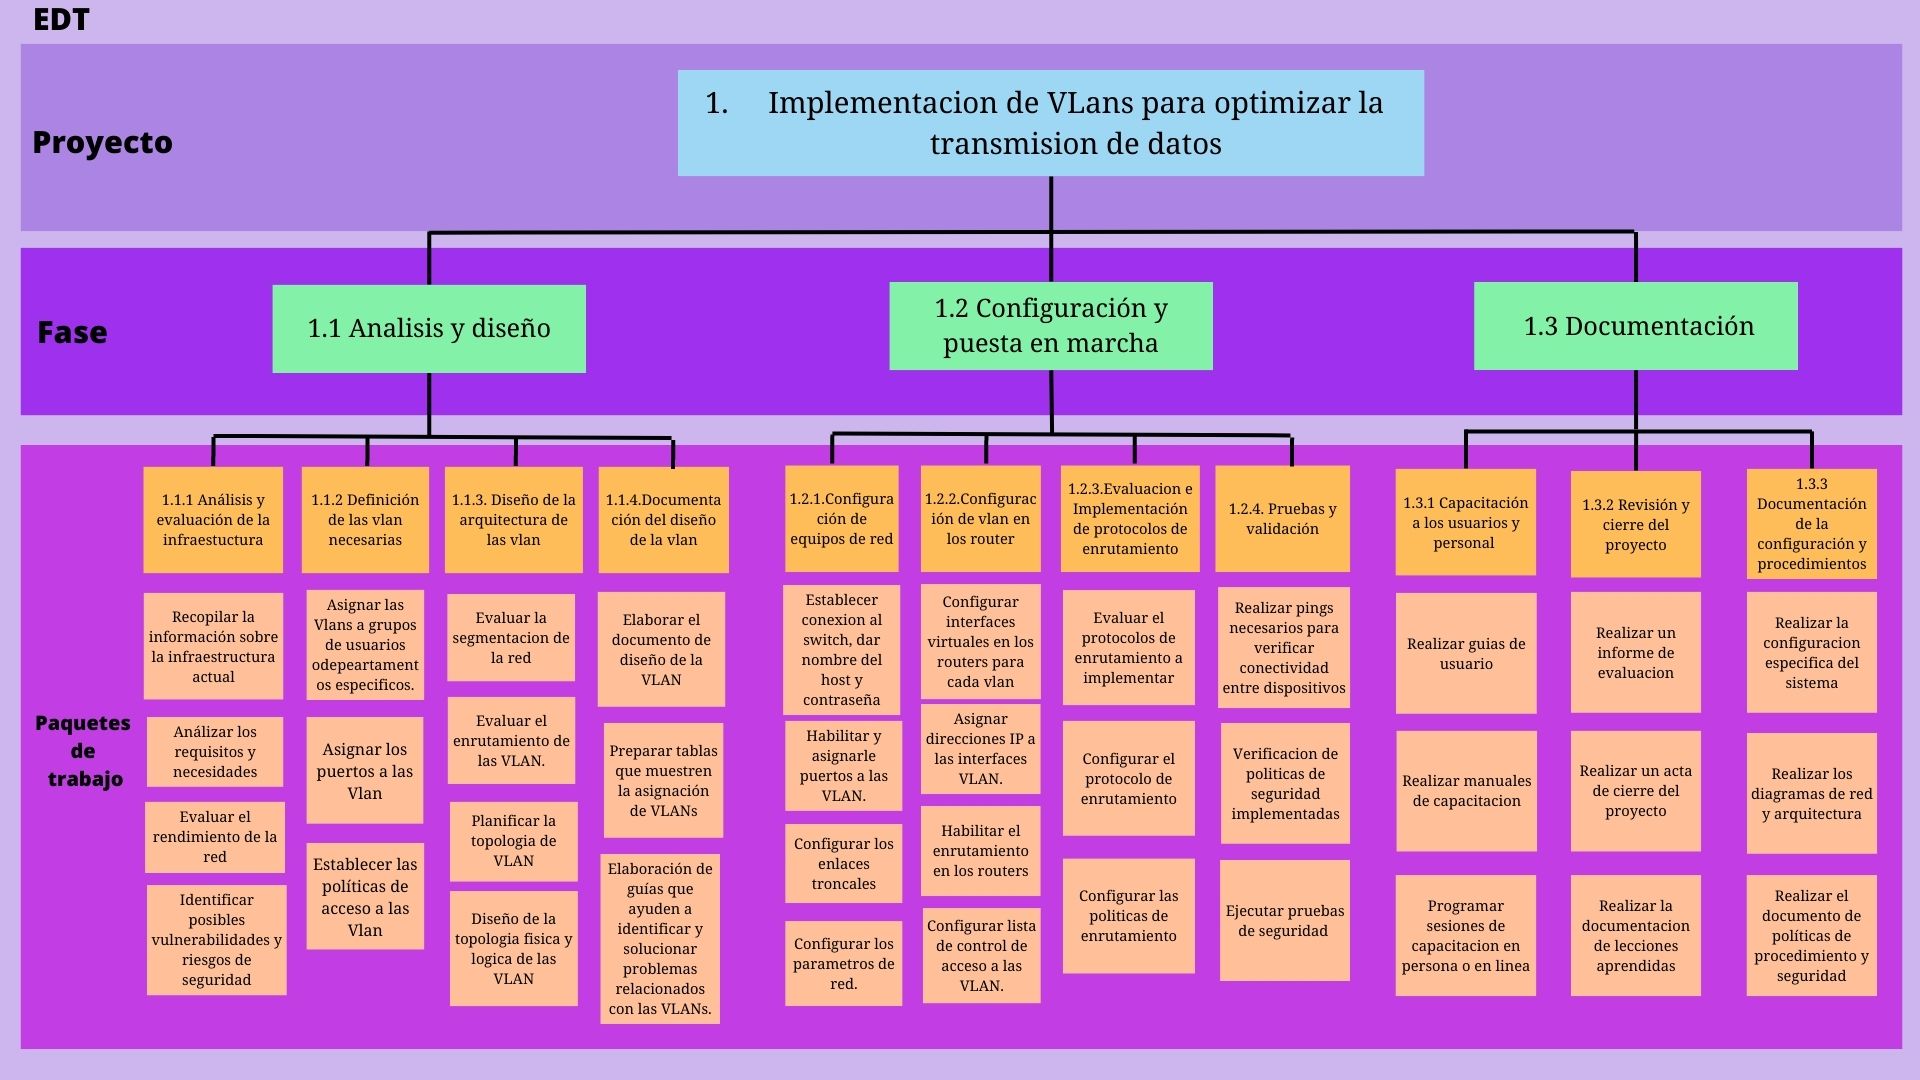 EDT
Proyecto
1. Implementacion de VLans para optimizar la
transmision de datos
Fase
1.1 Analisis y diseño
1.2 Configuración y
puesta en marcha
1.3 Documentación
Paquetes
de
trabajo
1.1.1 Análisis y
evaluación de la
infraestuctura
Recopilar la
información sobre
la infraestructura
actual
Análizar los
requisitos y
necesidades
Evaluar el
rendimiento de la
red
Identificar
posibles
vulnerabilidades y
riesgos de
seguridad
1.1.2 Definición
de las vlan
necesarias
Asignar las
Vlans a grupos
de usuarios
odepeartament
os especificos.
Asignar los
puertos a las
Vlan
Establecer las
políticas de
acceso a las
Vlan
1.1.3. Diseño de la
arquitectura de
las vlan
Evaluar la
segmentacion de
la red
Evaluar el
enrutamiento de
las VLAN.
Planificar la
topologia de
VLAN
Diseño de la
topologia fisica y
logica de las
VLAN
1.1.4.Documenta
ción del diseño
de la vlan
Elaborar el
documento de
diseño de la
VLAN
Preparar tablas
que muestren
la asignación
de VLANs
Elaboración de
guías que
ayuden a
identificar y
solucionar
problemas
relacionados
con las VLANs.
1.2.1.Configura
ción de
equipos de red
Establecer
conexion al
switch, dar
nombre del
host y
contraseña
Habilitar y
asignarle
puertos a las
VLAN.
Configurar los
enlaces
troncales
Configurar los
parametros de
red.
1.2.2.Configurac
ión de vlan en
los router
Configurar
interfaces
virtuales en los
routers para
cada vlan
Asignar
direcciones IP a
las interfaces
VLAN.
Habilitar el
enrutamiento
en los routers
Configurar lista
de control de
acceso a las
VLAN.
1.2.3.Evaluacion e
Implementación
de protocolos de
enrutamiento
Evaluar el
protocolos de
enrutamiento a
implementar
Configurar el
protocolo de
enrutamiento
Configurar las
politicas de
enrutamiento
1.2.4. Pruebas y
validación
Realizar pings
necesarios para
verificar
conectividad
entre dispositivos
Verificacion de
politicas de
seguridad
implementadas
Ejecutar pruebas
de seguridad
1.3.1 Capacitación
a los usuarios y
personal
Realizar guias de
usuario
Realizar manuales
de capacitacion
Programar
sesiones de
capacitacion en
persona o en linea
1.3.2 Revisión y
cierre del
proyecto
Realizar un
informe de
evaluacion
Realizar un acta
de cierre del
proyecto
Realizar la
documentacion
de lecciones
aprendidas
1.3.3
Documentación
de la
configuración y
procedimientos
Realizar la
configuracion
especifica del
sistema
Realizar los
diagramas de red
y arquitectura
Realizar el
documento de
políticas de
procedimiento y
seguridad